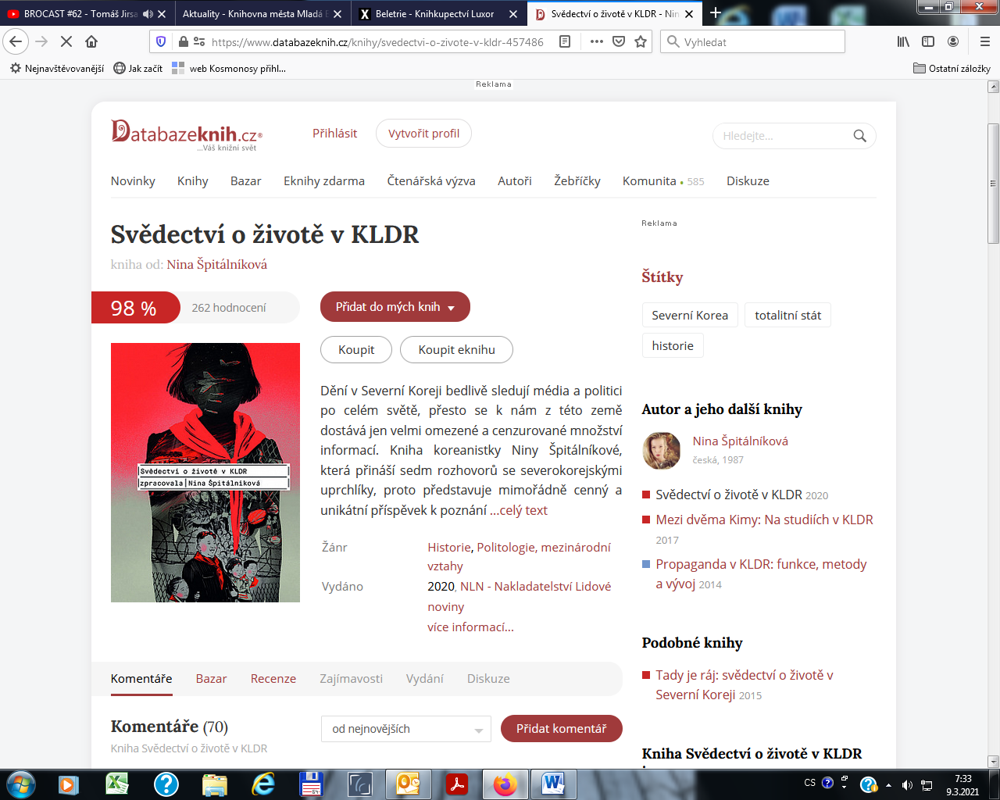 BROCAST #62 - Tomáš Jirsa
Aktuality - Knihovna města Mladá B
Beletrie - Knihkupectví Luxor
Svědectví o životě v KLDR - Nin
https://www.databazeknih.cz/knihy/svedectvi-o-zivote-v-kldr-457486
Vyhledat
Nejnavštěvovanější
Jak začít
web Kosmonosy přihl...
Ostatní záložky
Reklama
Databazeknih.cz®
...Váš knižní svět
Přihlásit
Vytvořit profil
Hledejte...
Novinky Knihy Bazar Eknihy zdarma Čtenářská výzva Autoři Žebříčky Komunita • 585 Diskuze
Svědectví o životě v KLDR
kniha od: Nina Špitálníková
98 %
262 hodnocení
Přidat do mých knih
Koupit
Koupit eknihu
Svědectví o životě v KLDR
zpracovala|Nina Špitálníková
Dění v Severní Koreji bedlivě sledují média a politici
po celém světě, přesto se k nám z této země
dostává jen velmi omezené a cenzurované množství
informací. Kniha koreanistky Niny Špitálníkové,
která přináší sedm rozhovorů se severokorejskými
uprchlíky, proto představuje mimořádně cenný a
unikátní příspěvek k poznání ...celý text
Žánr
Historie, Politologie, mezinárodní
vztahy
Vydáno
2020, NLN - Nakladatelství Lidové
noviny
více informací...
Komentáře Bazar Recenze Zajímavosti Vydání Diskuze
Komentáře (70)
Kniha Svědectví o životě v KLDR
od nejnovějších
Přidat komentář
Reklama
Štítky
Severní Korea
totalitní stát
historie
Autor a jeho další knihy
Nina Špitálníková
česká, 1987
Svědectví o životě v KLDR 2020
Mezi dvěma Kimy: Na studiích v KLDR
2017
Propaganda v KLDR: funkce, metody
a vývoj 2014
Podobné knihy
Tady je ráj: svědectví o životě v
Severní Koreji 2015
Kniha Svědectví o životě v KLDR
CS
7:33
9.3.2021